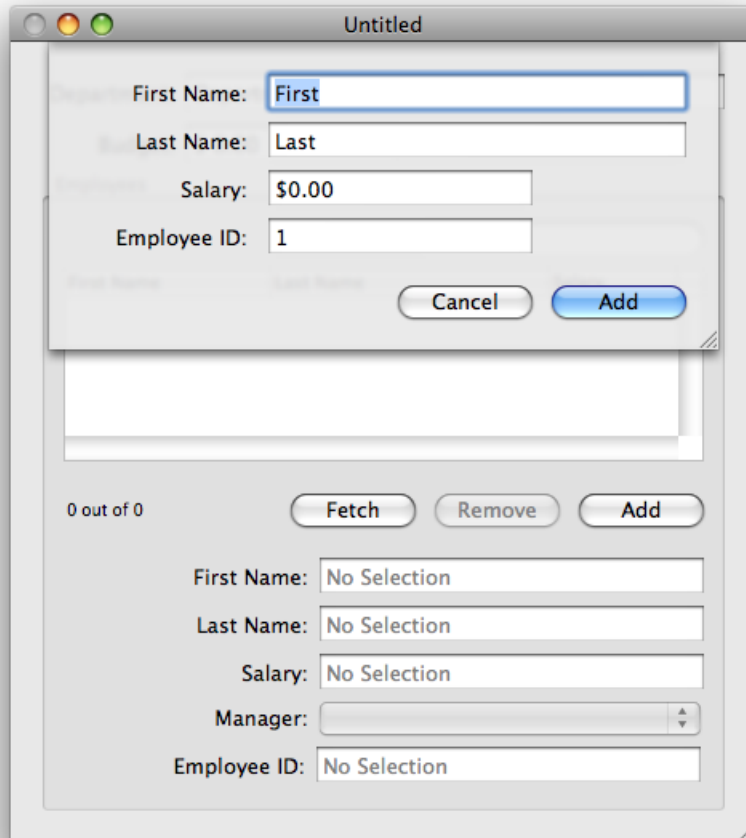 Untitled
First Name: First
Last Name: Last
Salary: $0.00
Employee ID: 1
Cancel Add
0 out of 0 Fetch Remove Add
First Name: No Selection
Last Name: No Selection
Salary: No Selection
Manager:
Employee ID: No Selection